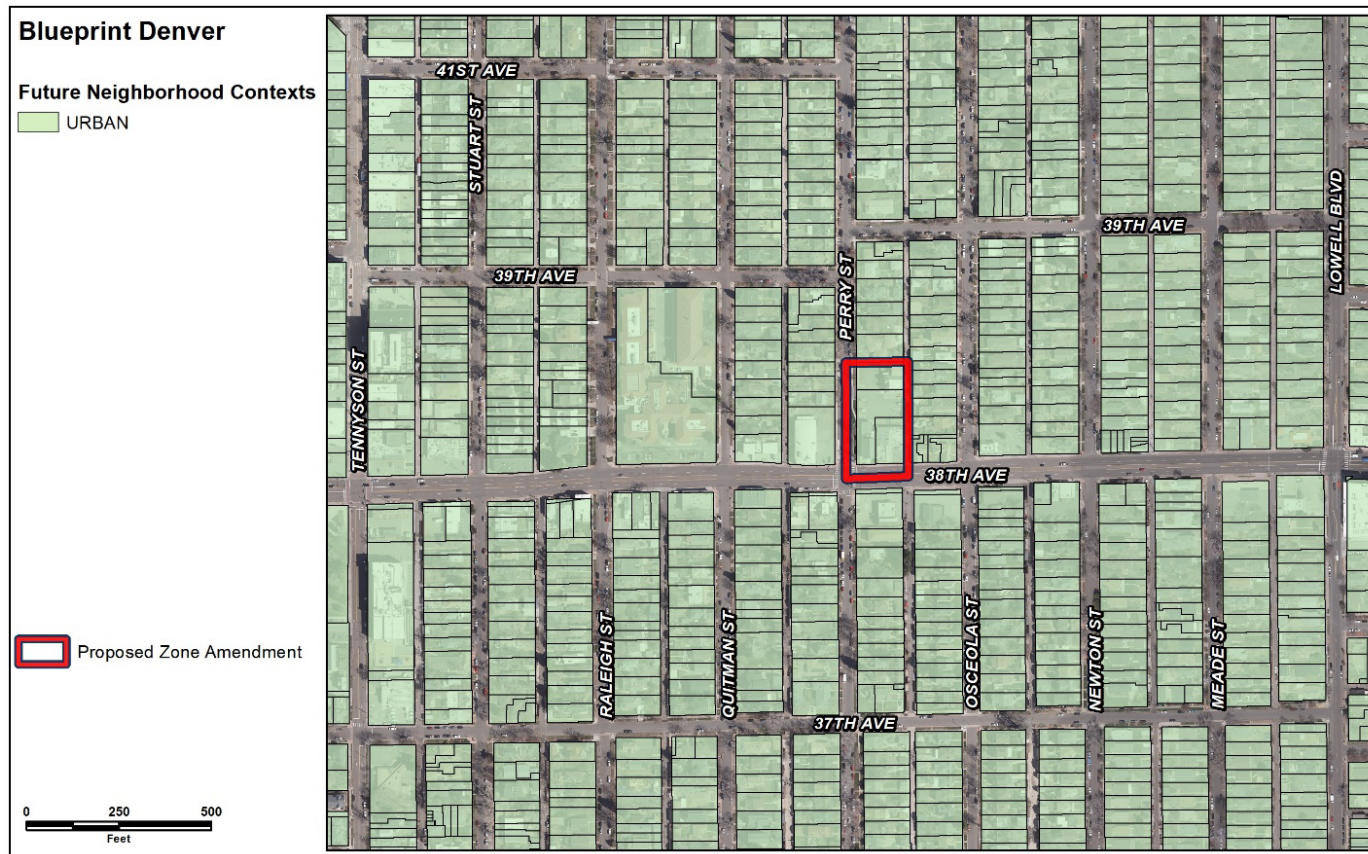 Blueprint Denver
Future Neighborhood Contexts
URBAN
Proposed Zone Amendment
0 250 500
Feet
41ST AVE
STUART ST
39TH AVE
39TH AVE
LOWELL BLVD
PERRY ST
TENNYSON ST
38TH AVE
RALEIGH ST
QUITMAN ST
OSCEOLA ST
NEWTON ST
MEADE ST
37TH AVE